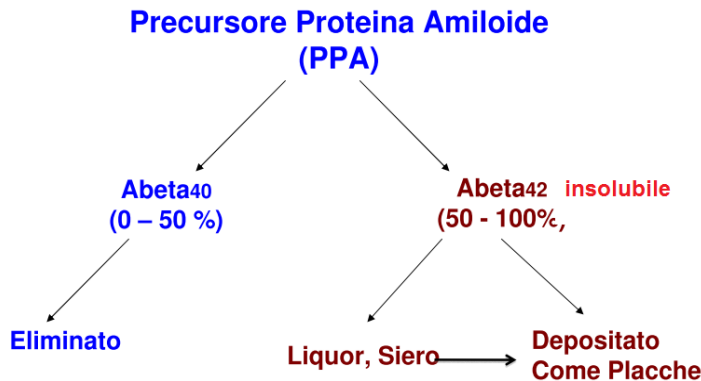 Precursore Proteina Amiloide
(PPA)
Abeta40
(0 – 50 %)
Abeta42 insolubile
(50 - 100%,
Eliminato
Liquor, Siero
Depositato
Come Placche